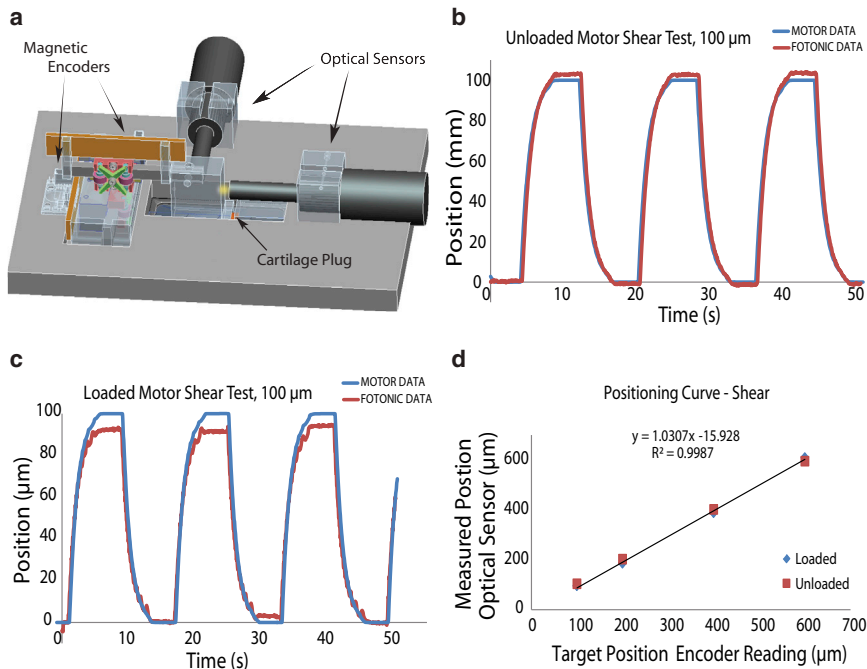 a
Magnetic
Encoders
Optical Sensors
Cartilage Plug
b
Unloaded Motor Shear Test, 100 µm
MOTOR DATA
FOTONIC DATA
Position (mm)
100
80
60
40
20
0
0
10
20
30
40
50
Time (s)
c
Loaded Motor Shear Test, 100 µm
MOTOR DATA
FOTONIC DATA
Position (µm)
100
80
60
40
20
0
0
10
20
30
40
50
Time (s)
d
Positioning Curve - Shear
y = 1.0307x -15.928
R² = 0.9987
Measured Postion
Optical Sensor (µm)
600
400
200
0
0
100
200
300
400
500
600
700
Loaded
Unloaded
Target Position Encoder Reading (µm)